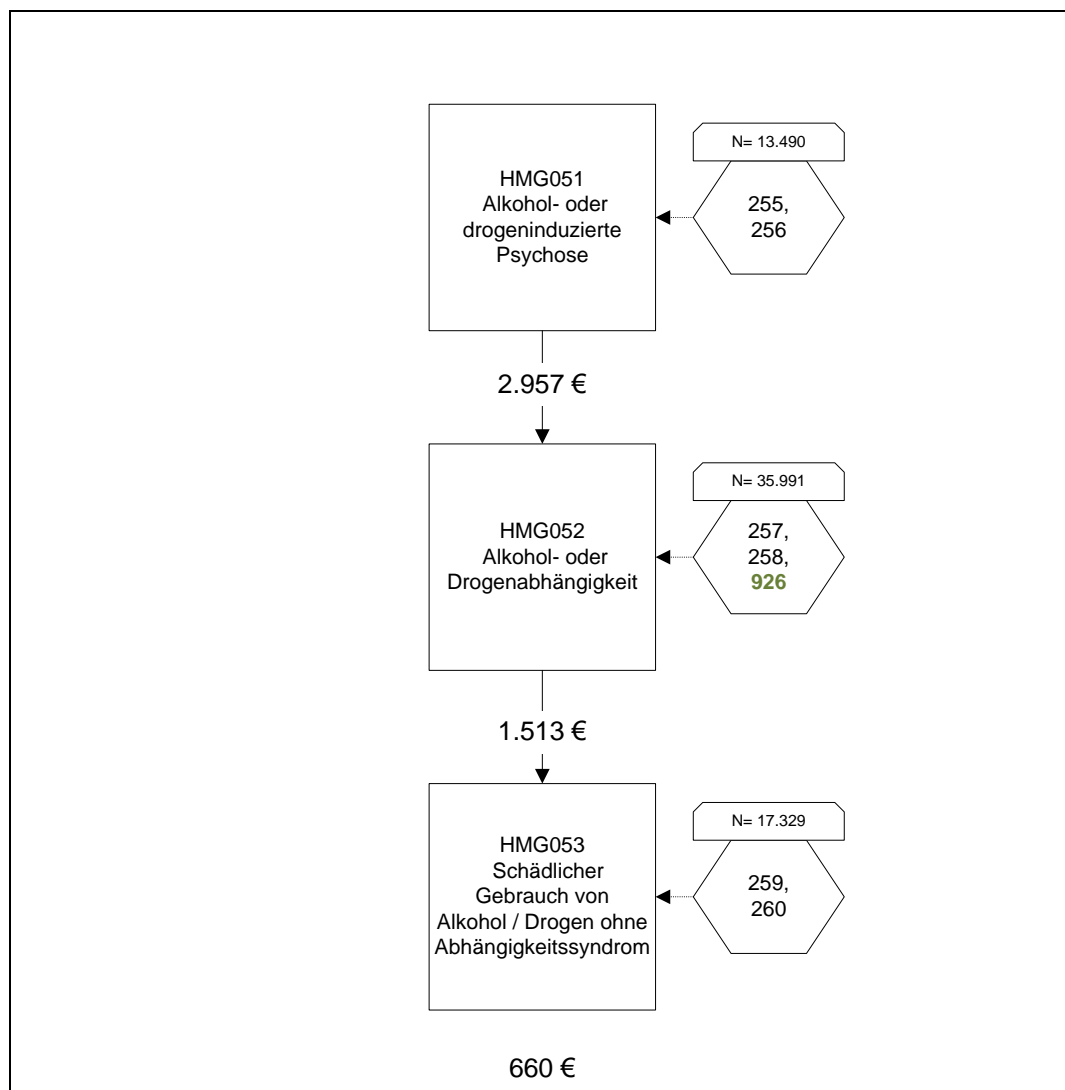 HMG051
Alkohol- oder
drogeninduzierte
Psychose
N= 13.490
255,
256
2.957 €
HMG052
Alkohol- oder
Drogenabhängigkeit
N= 35.991
257,
258,
926
1.513 €
HMG053
Schädlicher
Gebrauch von
Alkohol / Drogen ohne
Abhängigkeitssyndrom
N= 17.329
259,
260
660 €